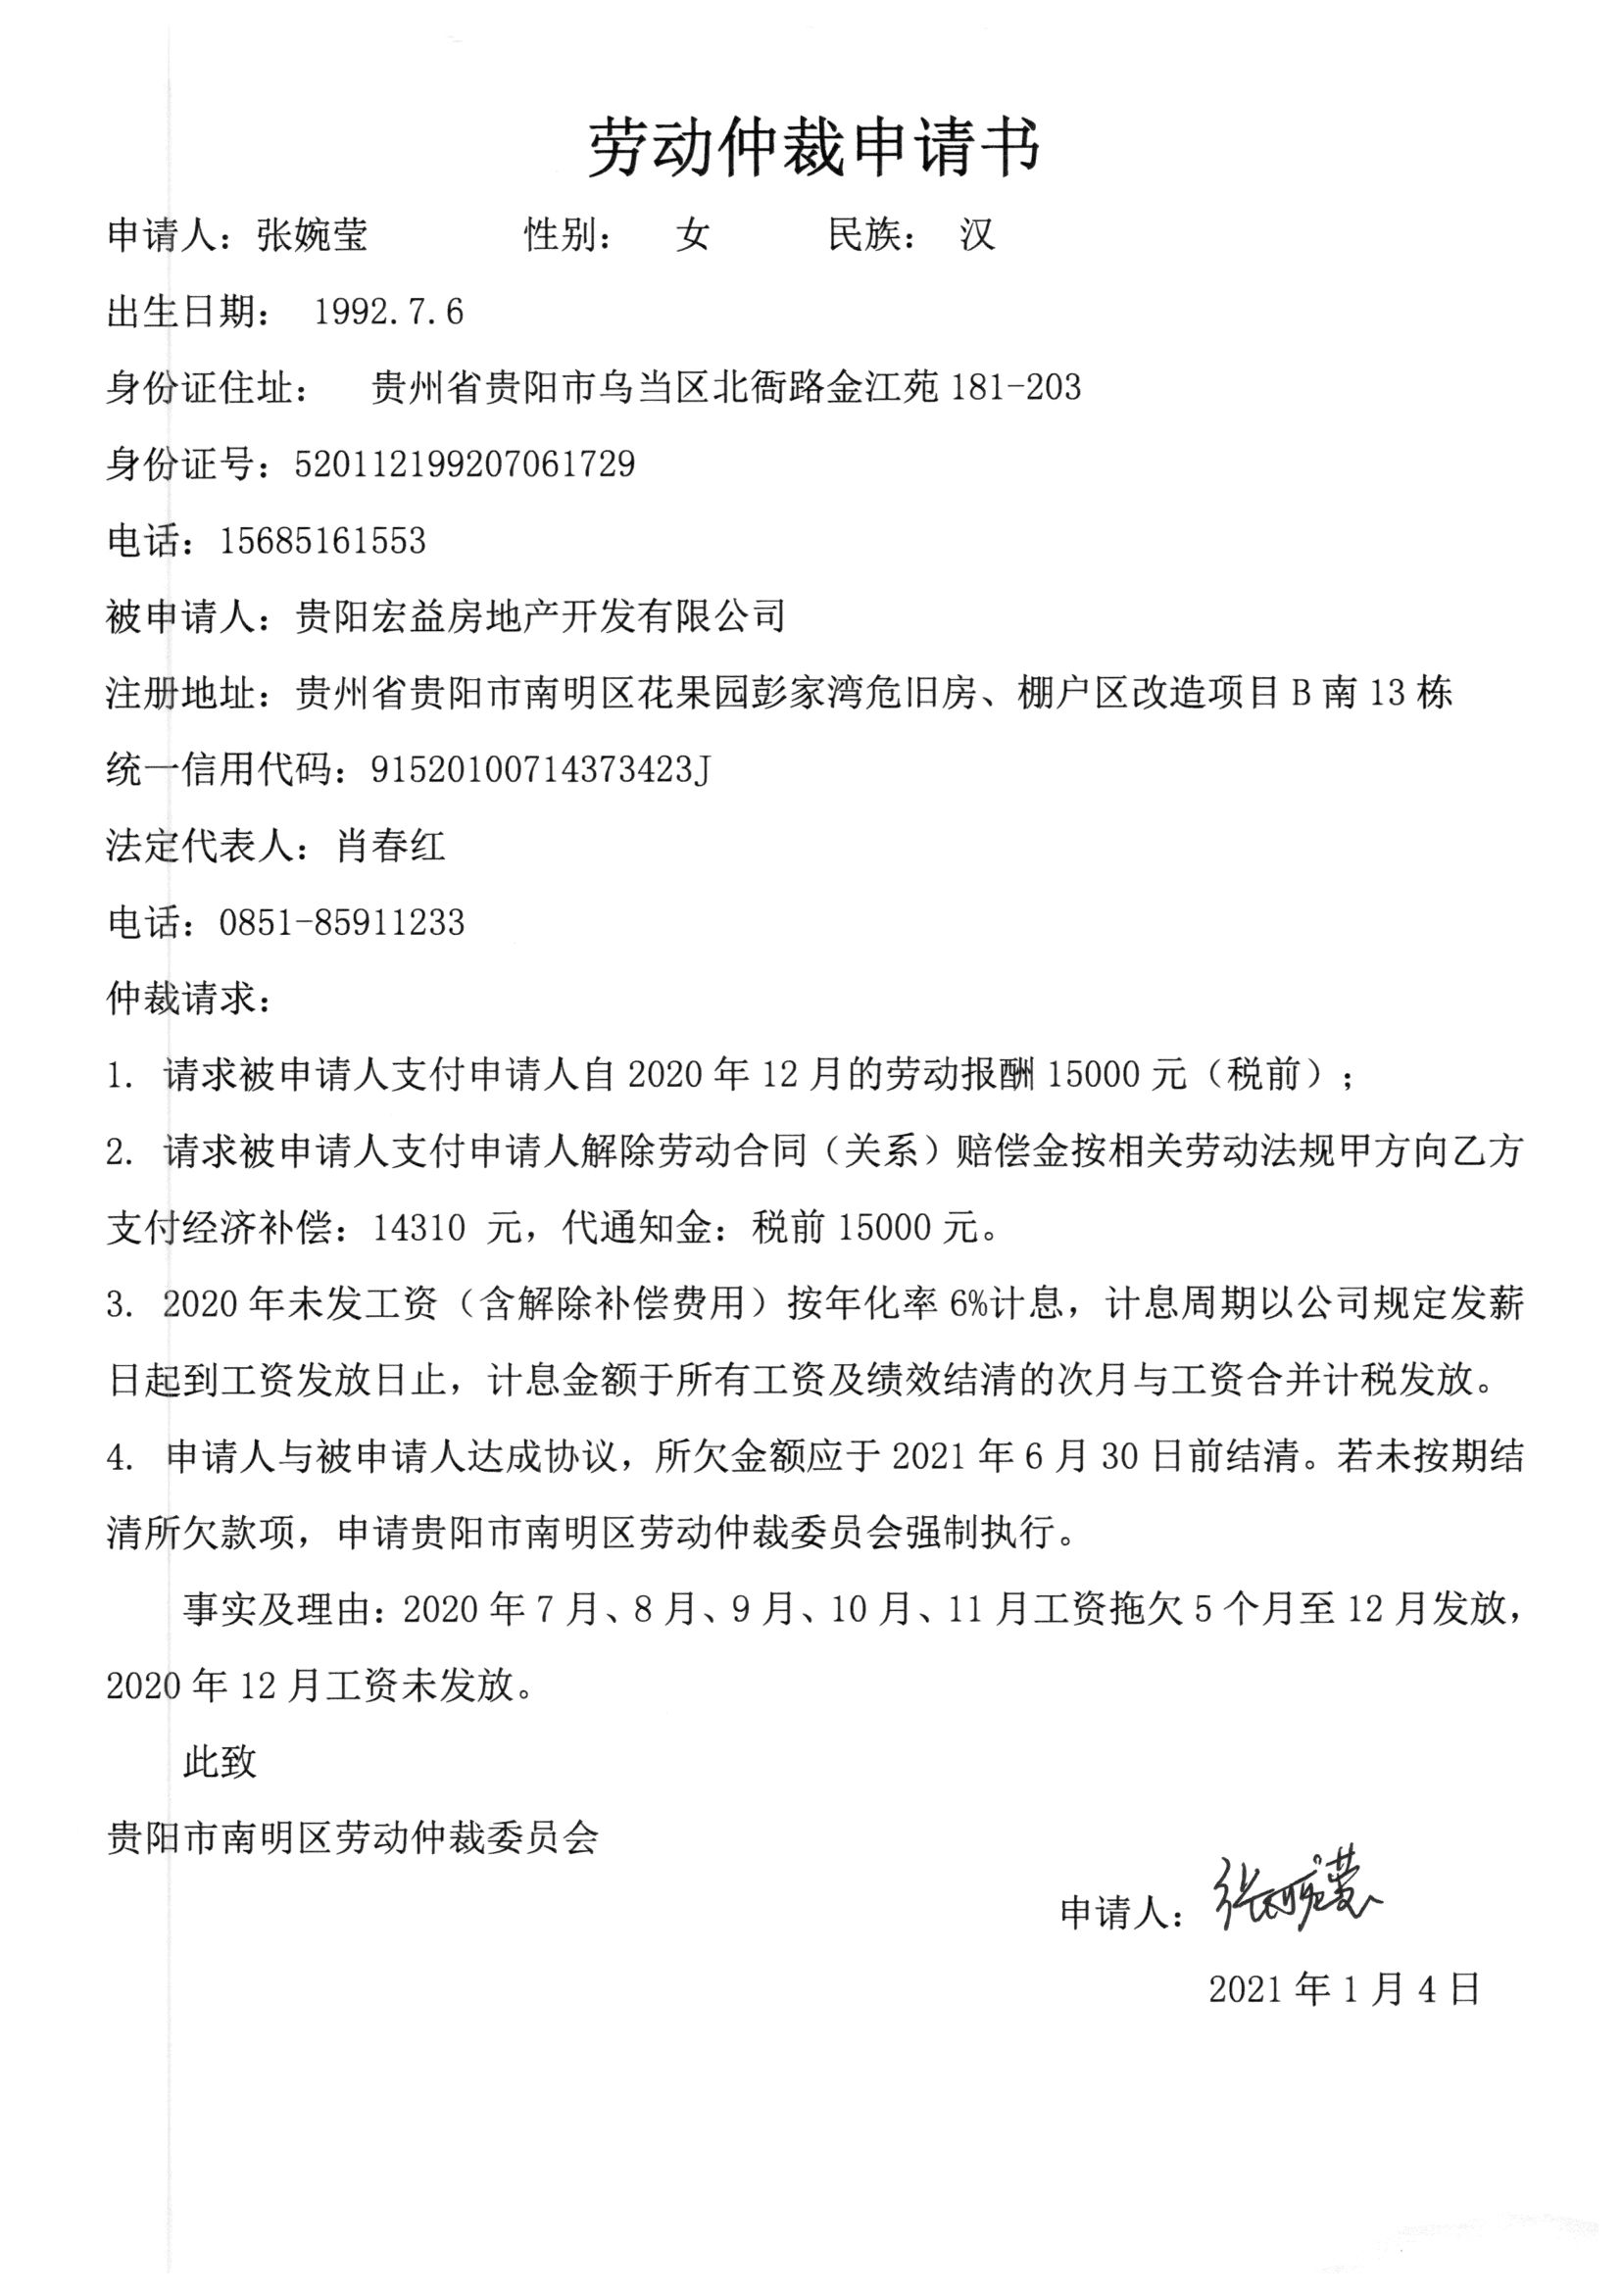 劳动仲裁申请书
申请人：张婉莹 性别： 女 民族： 汉
出生日期： 1992.7.6
身份证住址： 贵州省贵阳市乌当区北衙路金江苑 181-203
身份证号：520112199207061729
电话：15685161553
被申请人：贵阳宏益房地产开发有限公司
注册地址：贵州省贵阳市南明区花果园彭家湾危旧房、棚户区改造项目 B 南 13 栋
统一信用代码：91520100714373423J
法定代表人：肖春红
电话：0851-85911233
仲裁请求：
1. 请求被申请人支付申请人自 2020 年 12 月的劳动报酬 15000 元（税前）；
2. 请求被申请人支付申请人解除劳动合同（关系）赔偿金按相关劳动法规甲方向乙方
支付经济补偿：14310 元，代通知金：税前 15000 元。
3. 2020 年未发工资（含解除补偿费用）按年化率 6%计息，计息周期以公司规定发薪
日起到工资发放日止，计息金额于所有工资及绩效结清的次月与工资合并计税发放。
4. 申请人与被申请人达成协议，所欠金额应于 2021 年 6 月 30 日前结清。若未按期结
清所欠款项，申请贵阳市南明区劳动仲裁委员会强制执行。
事实及理由：2020 年 7 月、8 月、9 月、10 月、11 月工资拖欠 5 个月至 12 月发放，
2020 年 12 月工资未发放。
此致
贵阳市南明区劳动仲裁委员会
申请人：张婉莹
2021 年 1 月 4 日